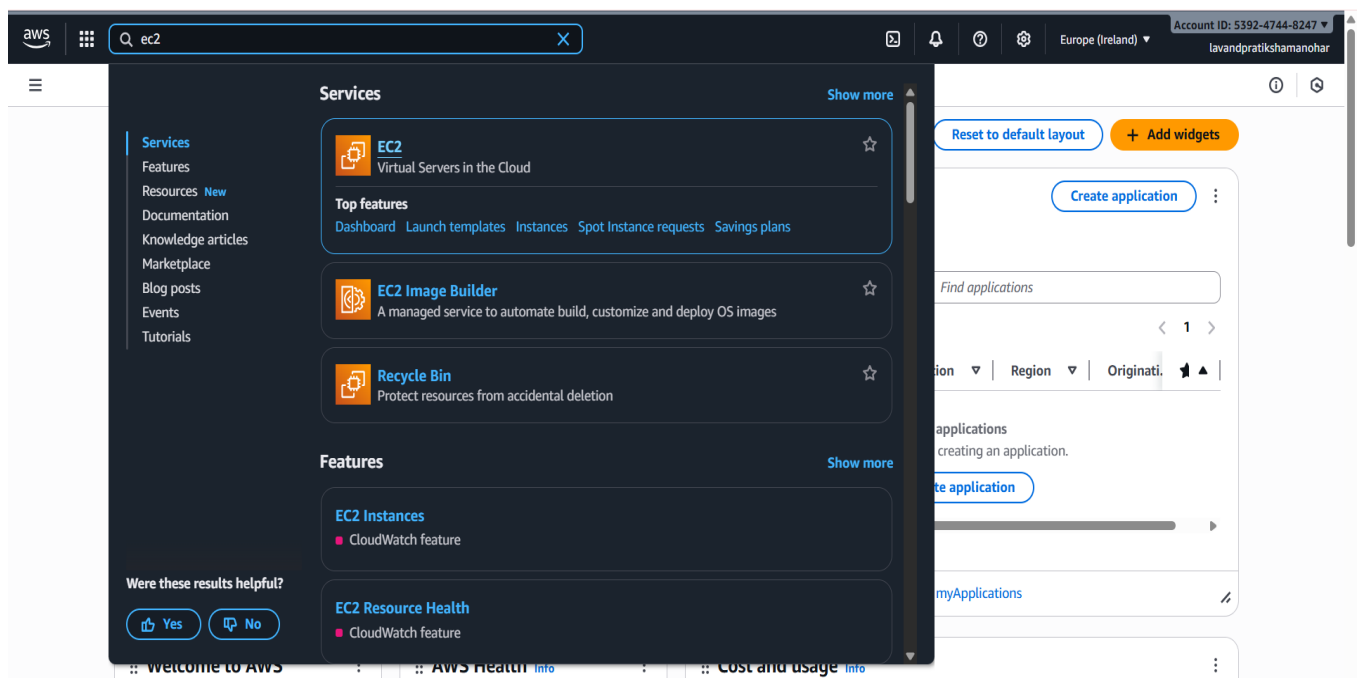 aws
ec2
Europe (Ireland) ▼
Account ID: 5392-4744-8247 ▼
lavandpratikshamanohar
Services
Show more
Services
Features
Resources New
Documentation
Knowledge articles
Marketplace
Blog posts
Events
Tutorials
EC2
Virtual Servers in the Cloud
Top features
Dashboard Launch templates Instances Spot Instance requests Savings plans
EC2 Image Builder
A managed service to automate build, customize and deploy OS images
Recycle Bin
Protect resources from accidental deletion
Features
Show more
EC2 Instances
CloudWatch feature
EC2 Resource Health
CloudWatch feature
Were these results helpful?
Yes No
Reset to default layout
+ Add widgets
Create application
Find applications
1
tion Region Originati.
applications
creating an application.
te application
myApplications
Welcome to AWS
AWS Health Info
Cost and usage Info